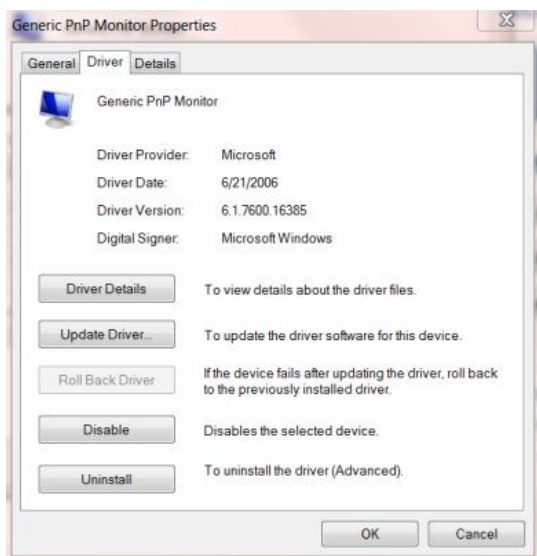 Generic PnP Monitor Properties
General Driver Details
Generic PnP Monitor
Driver Provider: Microsoft
Driver Date: 6/21/2006
Driver Version: 6.1.7600.16385
Digital Signer: Microsoft Windows
Driver Details To view details about the driver files.
Update Driver... To update the driver software for this device.
Roll Back Driver If the device fails after updating the driver, roll back
to the previously installed driver.
Disable Disables the selected device.
Uninstall To uninstall the driver (Advanced).
OK Cancel